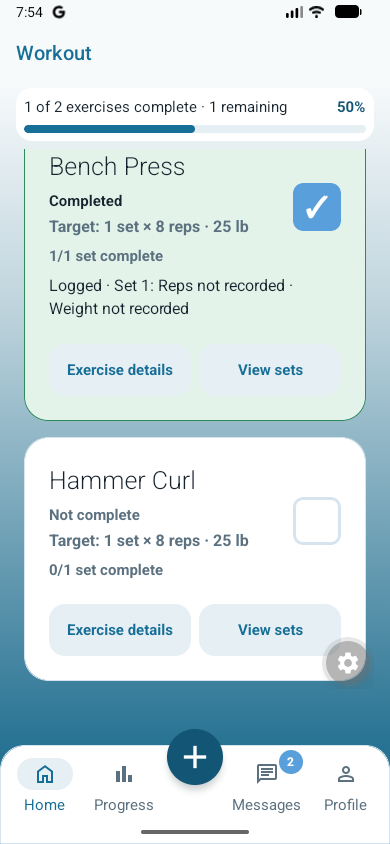 7:54
Workout
1 of 2 exercises complete · 1 remaining 50%
Bench Press
Completed
Target: 1 set × 8 reps · 25 lb
1/1 set complete
Logged · Set 1: Reps not recorded ·
Weight not recorded
Exercise details View sets
Hammer Curl
Not complete
Target: 1 set × 8 reps · 25 lb
0/1 set complete
Exercise details View sets
2
Home Progress Messages Profile